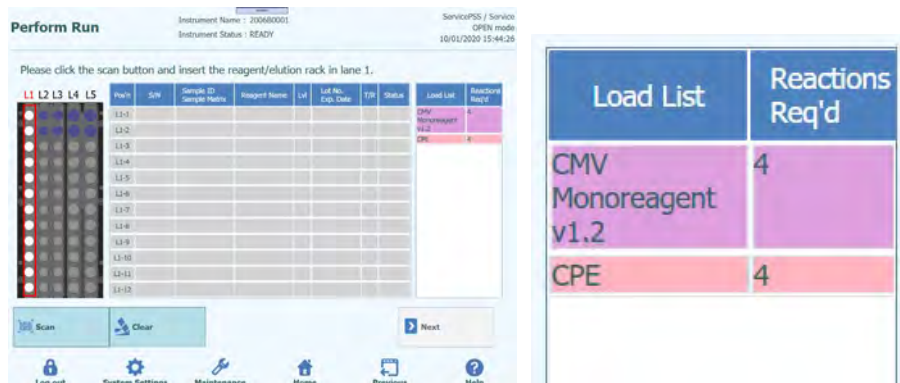 Perform Run
Instrument Name : 200680001
Instrument Status : READY
ServicePSS / Service
OPEN mode
10/01/2020 15:44:26
Please click the scan button and insert the reagent/elution rack in lane 1.
L1 L2 L3 L4 L5
Pos'n S/N Sample ID Reagent Name Lvl Lot No. T/R Status
Sample Matrix Exp. Date
Load List Reactions Req'd
L1-1
L1-2
L1-3
L1-4
L1-5
L1-6
L1-7
L1-8
L1-9
L1-10
L1-11
L1-12
CMV 4
Monoreagent
v1.2
CPE 4
Scan
Clear
Next
Log out
System Settings
Maintenance
Home
Previous
Help
Load List
Reactions
Req'd
CMV 4
Monoreagent
v1.2
CPE 4